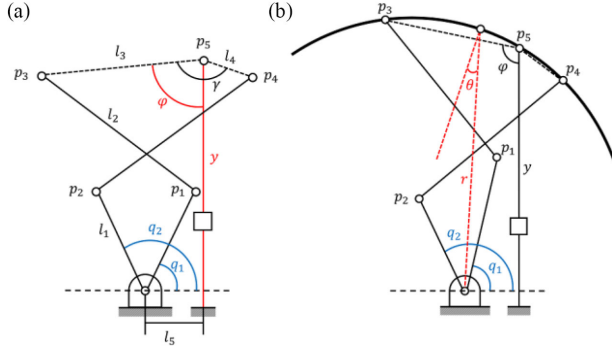 (a)
p₃
l₃
p₅
l₄
p₄
γ
φ
l₂
y
p₂
p₁
l₁
q₂
q₁
l₅
(b)
p₃
p₅
φ
p₄
θ
p₁
r
y
p₂
q₂
q₁